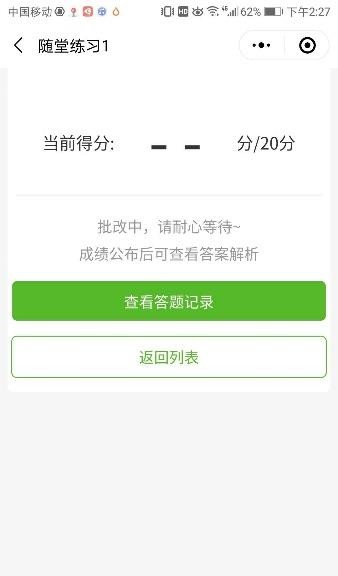 中国移动 HD 46 62% 下午2:27
随堂练习1
当前得分: – – 分/20分
批改中，请耐心等待~
成绩公布后可查看答案解析
查看答题记录
返回列表